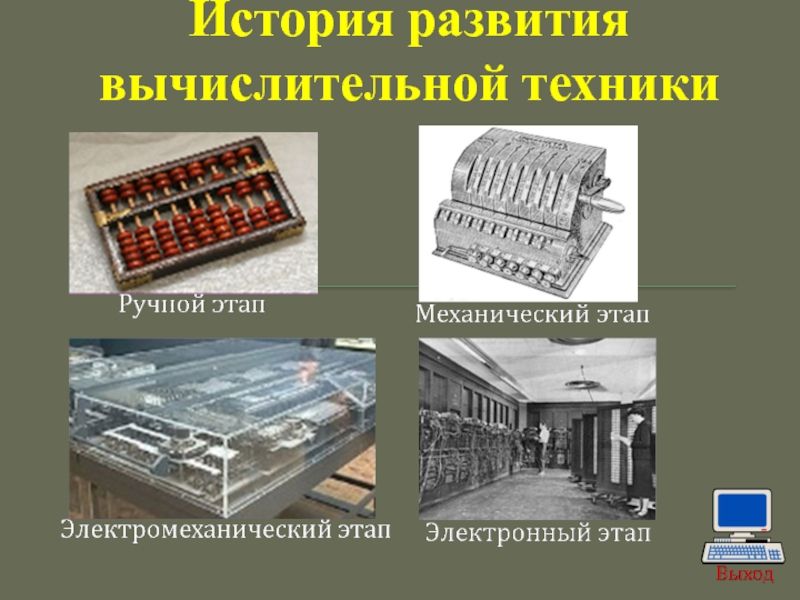 История развития
вычислительной техники
Ручной этап
Механический этап
Электромеханический этап
Электронный этап
Выход